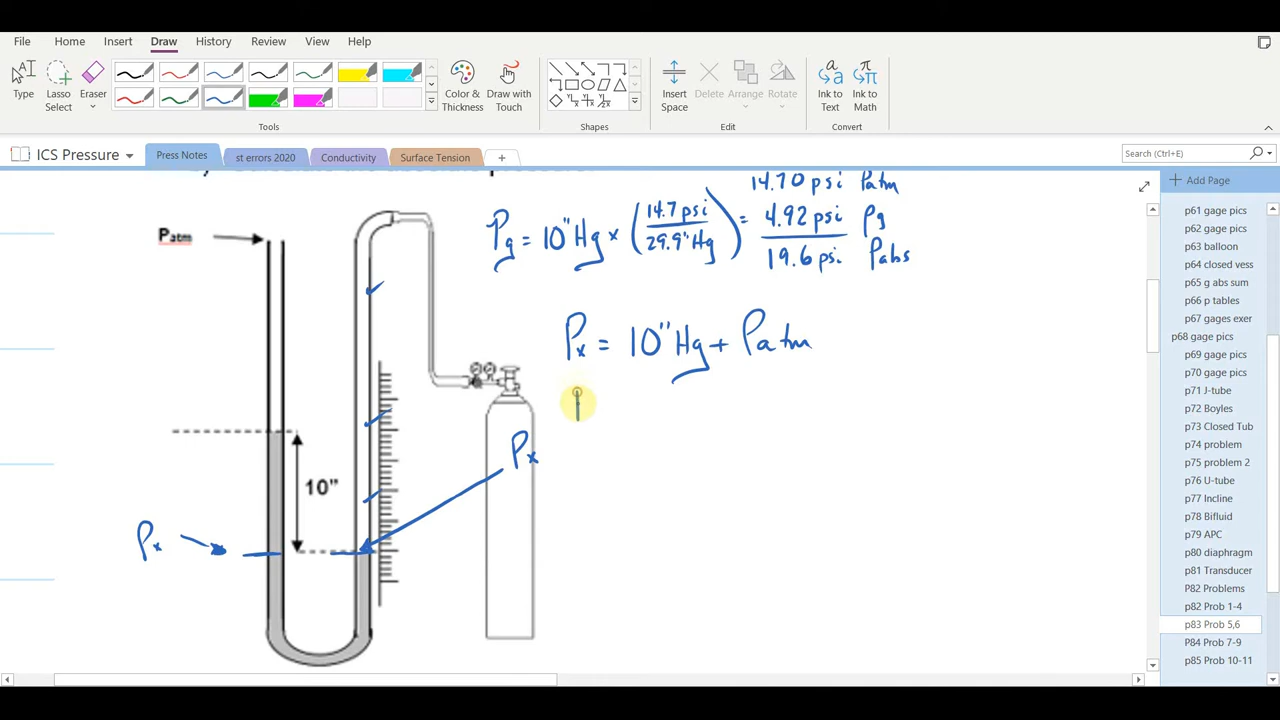 File Home Insert Draw History Review View Help
Type Lasso Select Eraser Color & Thickness Draw with Touch Insert Space Delete Arrange Rotate Ink to Text Ink to Math
Tools Shapes Edit Convert
ICS Pressure Press Notes st errors 2020 Conductivity Surface Tension + Search (Ctrl+E)
+ Add Page
14.70 psi Patm
Pg = 10"Hg × (14.7 psi / 29.9"Hg) = 4.92 psi Pg
19.6 psi Pabs
Patm
Px = 10"Hg + Patm
Px
10"
Px
p61 gage pics
p62 gage pics
p63 balloon
p64 closed vess
p65 g abs sum
p66 p tables
p67 gages exer
p68 gage pics
p69 gage pics
p70 gage pics
p71 J-tube
p72 Boyles
p73 Closed Tub
p74 problem
p75 problem 2
p76 U-tube
p77 Incline
p78 Bifluid
p79 APC
p80 diaphragm
p81 Transducer
P82 Problems
p82 Prob 1-4
p83 Prob 5,6
P84 Prob 7-9
p85 Prob 10-11